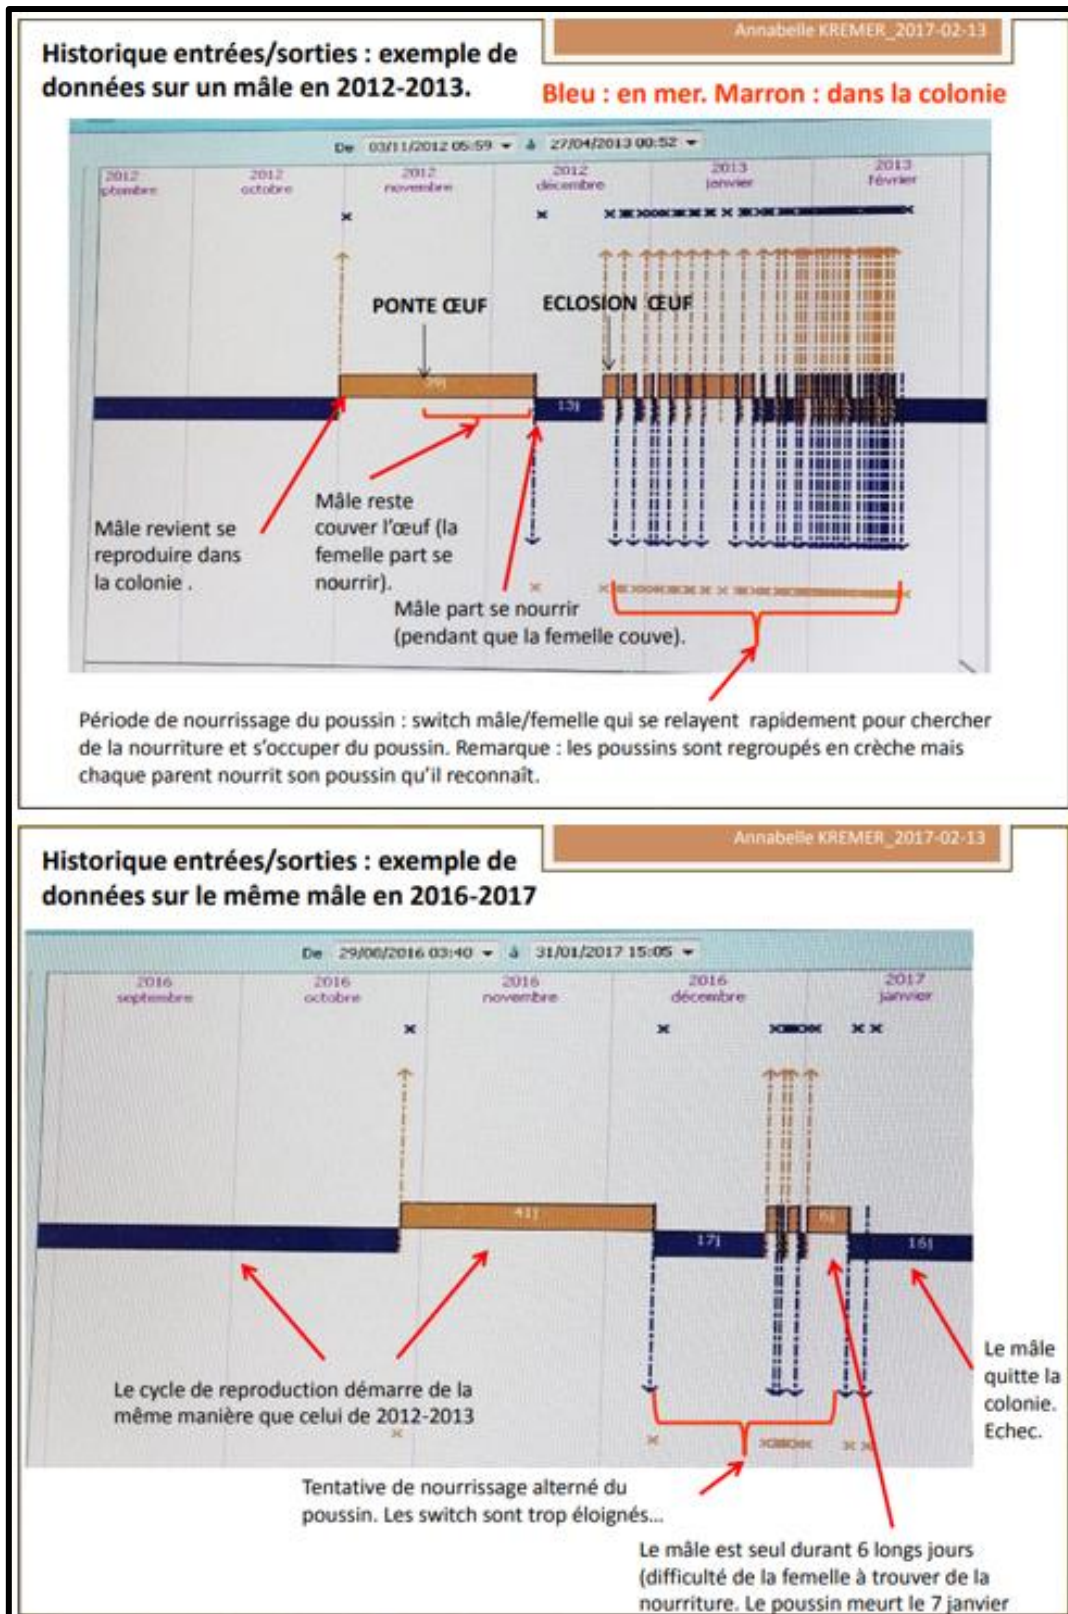 Annabelle KREMER_2017-02-13
Historique entrées/sorties : exemple de
données sur un mâle en 2012-2013.
Bleu : en mer. Marron : dans la colonie
De 03/11/2012 05:59 à 27/04/2013 00:52
2012 2012 2012 2012 2013 2013
ptembre octobre novembre décembre janvier février
PONTE ŒUF ECLOSION ŒUF
13j
Mâle revient se
reproduire dans
la colonie .
Mâle reste
couver l’œuf (la
femelle part se
nourrir).
Mâle part se nourrir
(pendant que la femelle couve).
Période de nourrissage du poussin : switch mâle/femelle qui se relayent rapidement pour chercher
de la nourriture et s’occuper du poussin. Remarque : les poussins sont regroupés en crèche mais
chaque parent nourrit son poussin qu’il reconnaît.
Annabelle KREMER_2017-02-13
Historique entrées/sorties : exemple de
données sur le même mâle en 2016-2017
De 29/08/2016 03:40 à 31/01/2017 15:05
2016 2016 2016 2016 2017
septembre octobre novembre décembre janvier
41j 6j
17j 16j
Le cycle de reproduction démarre de la
même manière que celui de 2012-2013
Le mâle
quitte la
colonie.
Echec.
Tentative de nourrissage alterné du
poussin. Les switch sont trop éloignés…
Le mâle est seul durant 6 longs jours
(difficulté de la femelle à trouver de la
nourriture. Le poussin meurt le 7 janvier